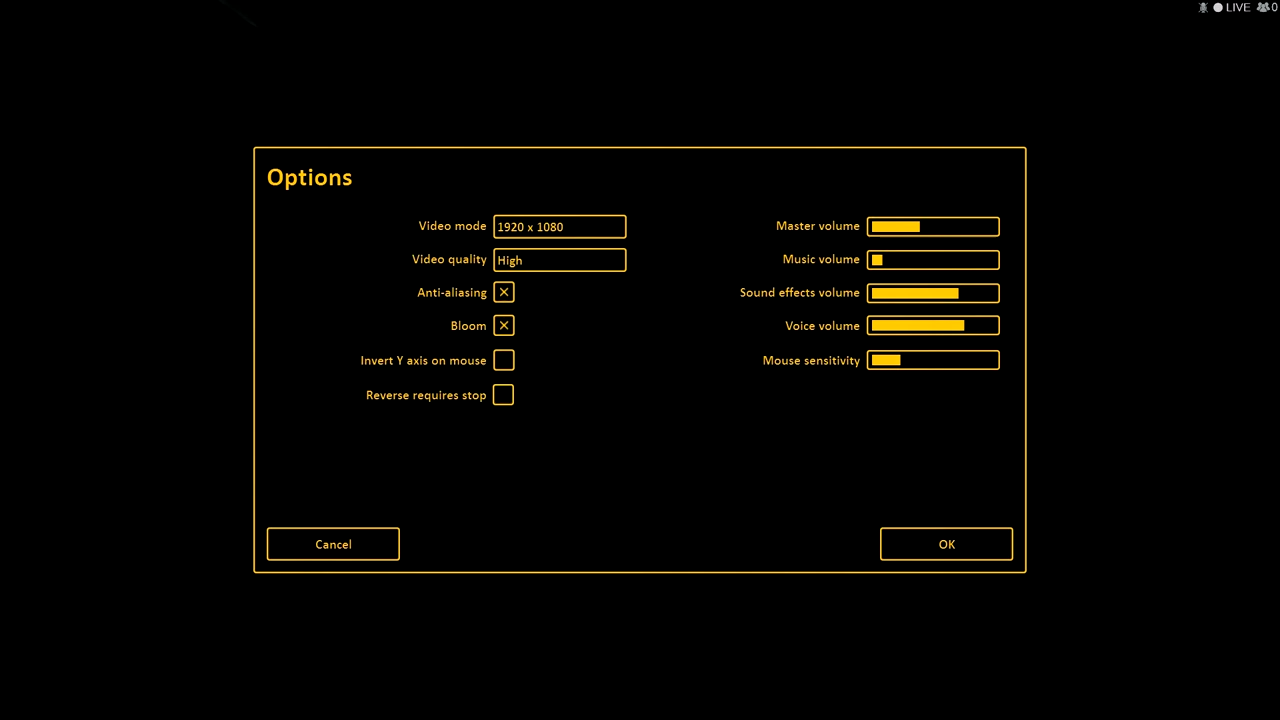 LIVE 0
Options
Video mode 1920 x 1080
Video quality High
Anti-aliasing
Bloom
Invert Y axis on mouse
Reverse requires stop
Master volume
Music volume
Sound effects volume
Voice volume
Mouse sensitivity
Cancel
OK